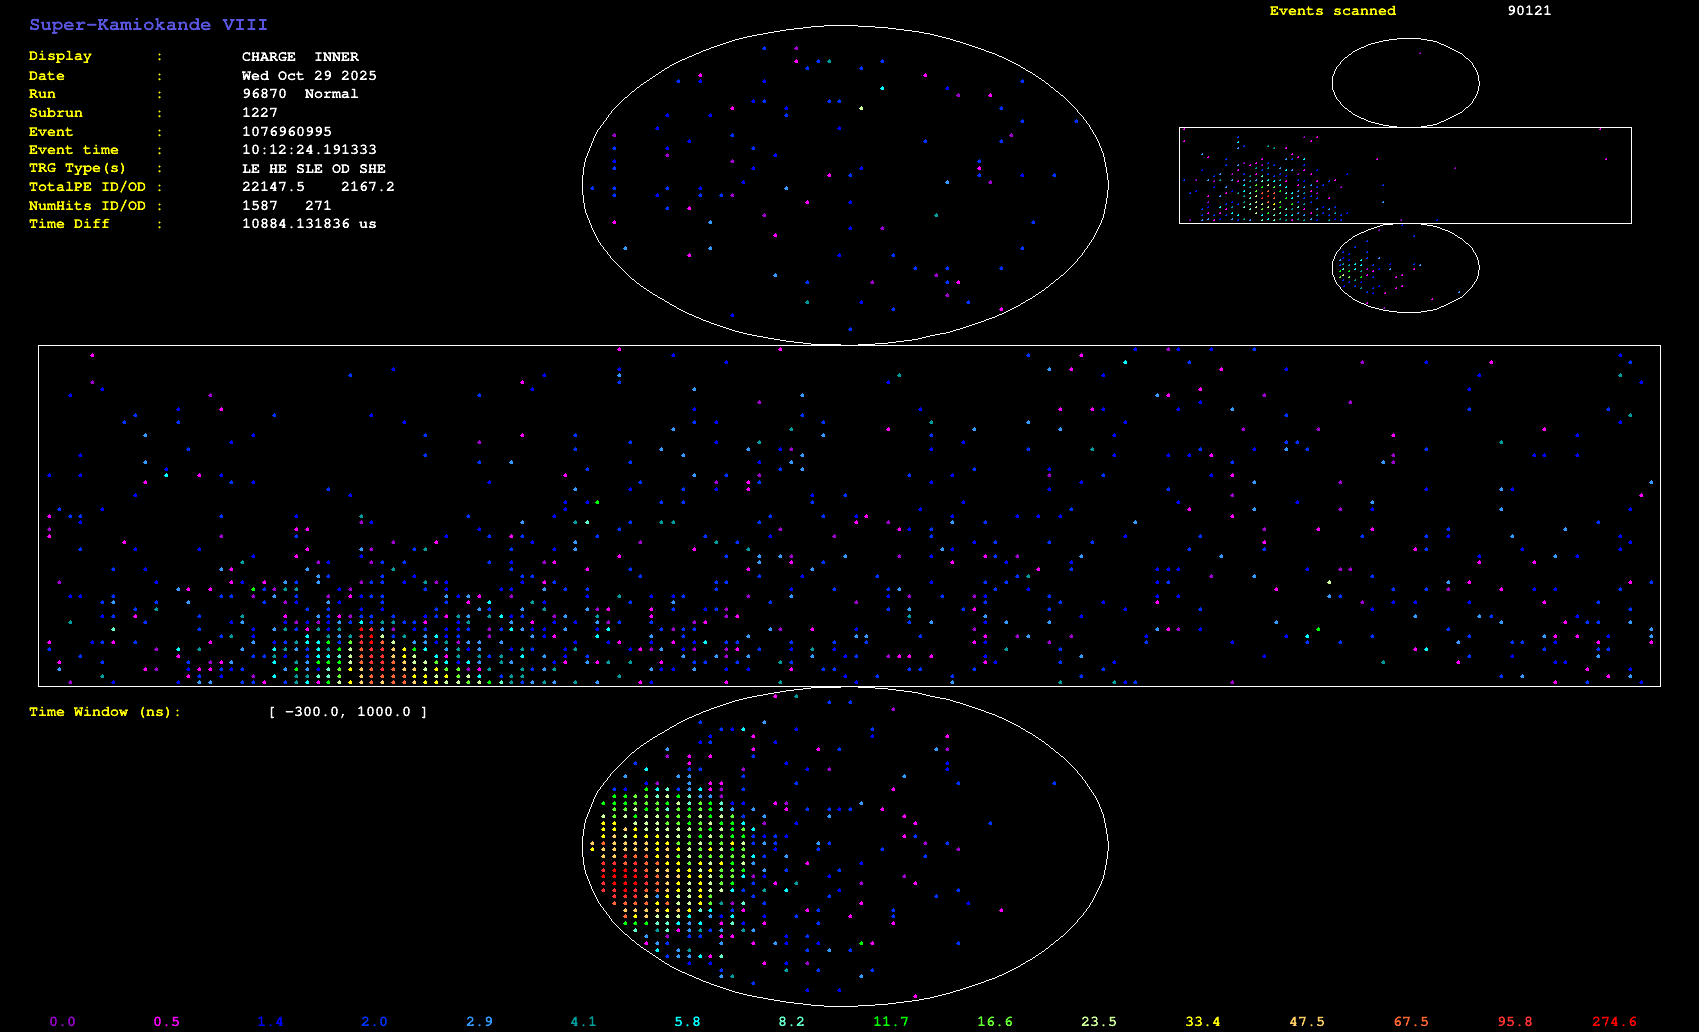 Super-Kamiokande VIII
Events scanned 90121
Display : CHARGE INNER
Date : Wed Oct 29 2025
Run : 96870 Normal
Subrun : 1227
Event : 1076960995
Event time : 10:12:24.191333
TRG Type(s) : LE HE SLE OD SHE
TotalPE ID/OD : 22147.5 2167.2
NumHits ID/OD : 1587 271
Time Diff : 10884.131836 us
Time Window (ns): [ -300.0, 1000.0 ]
0.0 0.5 1.4 2.0 2.9 4.1 5.8 8.2 11.7 16.6 23.5 33.4 47.5 67.5 95.8 274.6